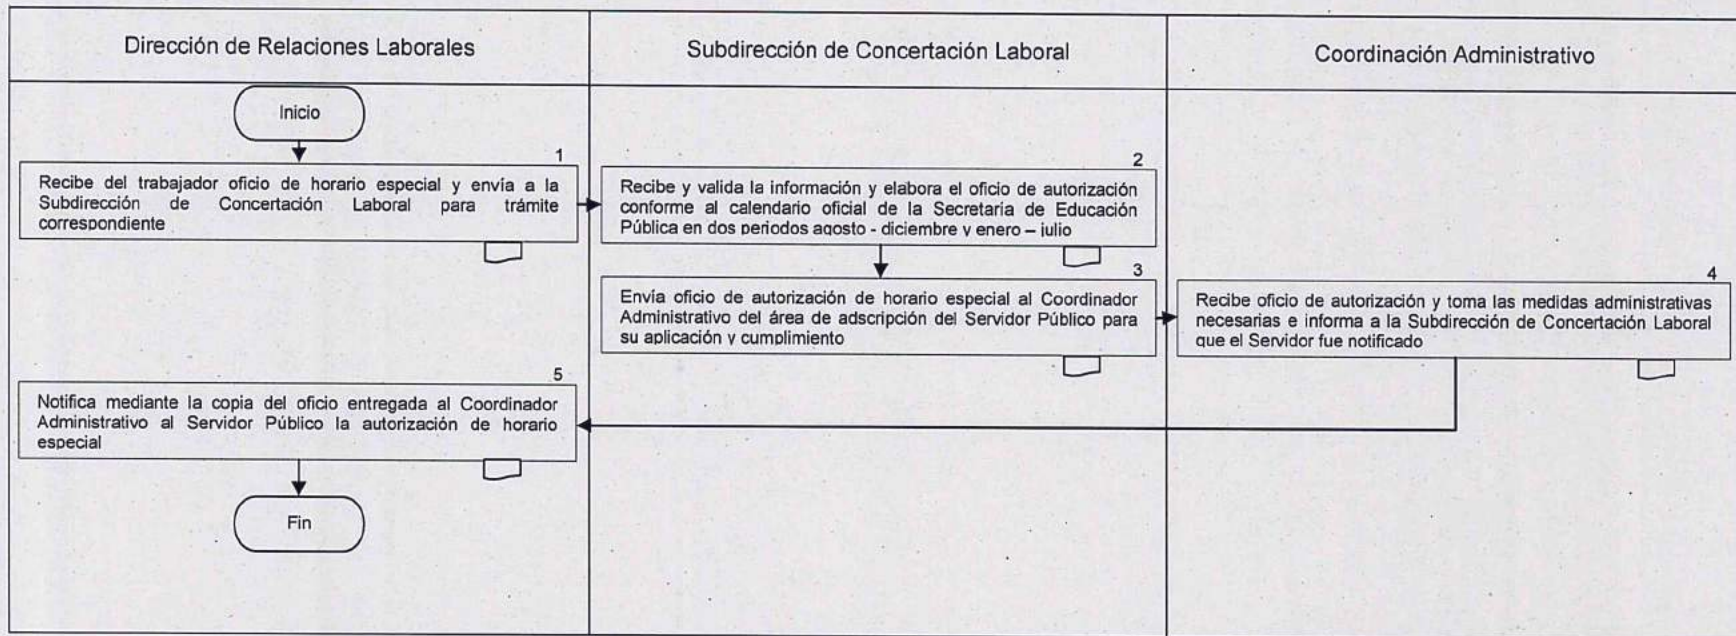 Dirección de Relaciones Laborales
Subdirección de Concertación Laboral
Coordinación Administrativo
Inicio
1
Recibe del trabajador oficio de horario especial y envía a la
Subdirección de Concertación Laboral para trámite
correspondiente
2
Recibe y valida la información y elabora el oficio de autorización
conforme al calendario oficial de la Secretaria de Educación
Pública en dos periodos agosto - diciembre y enero – julio
3
Envía oficio de autorización de horario especial al Coordinador
Administrativo del área de adscripción del Servidor Público para
su aplicación y cumplimiento
4
Recibe oficio de autorización y toma las medidas administrativas
necesarias e informa a la Subdirección de Concertación Laboral
que el Servidor fue notificado
5
Notifica mediante la copia del oficio entregada al Coordinador
Administrativo al Servidor Público la autorización de horario
especial
Fin